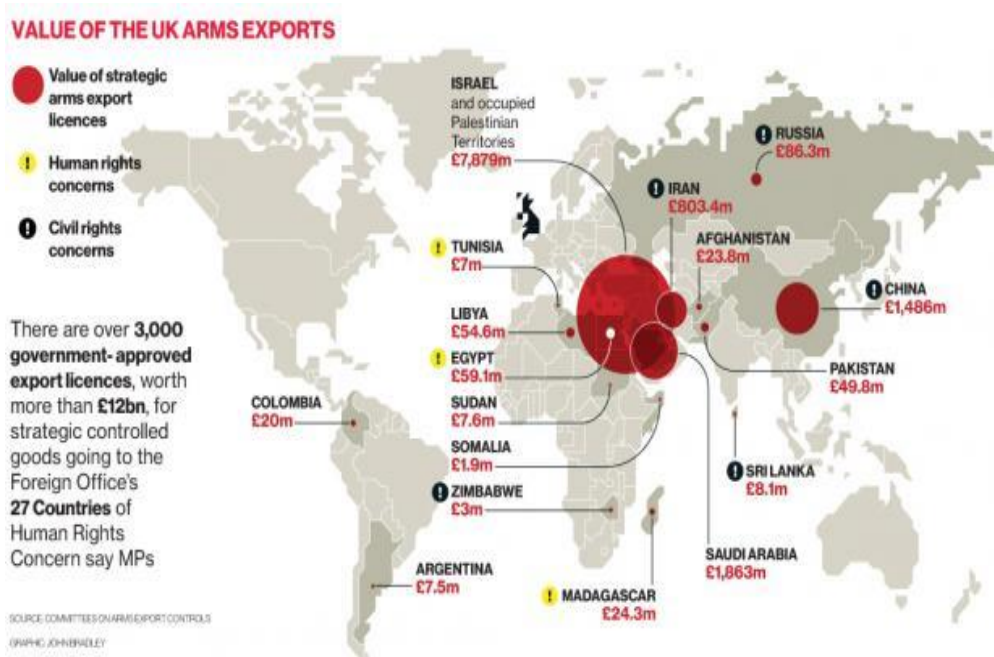 VALUE OF THE UK ARMS EXPORTS
Value of strategic
arms export
licences
! Human rights
concerns
! Civil rights
concerns
There are over 3,000
government- approved
export licences, worth
more than £12bn, for
strategic controlled
goods going to the
Foreign Office's
27 Countries of
Human Rights
Concern say MPs
SOURCE: COMMITTEES ON ARMS EXPORT CONTROLS
GRAPHIC: JOHN BRADLEY
ISRAEL
and occupied
Palestinian
Territories
£7,879m
! RUSSIA
£86.3m
! IRAN
£803.4m
AFGHANISTAN
£23.8m
! TUNISIA
£7m
! CHINA
£1,486m
LIBYA
£54.6m
! EGYPT
£59.1m
PAKISTAN
£49.8m
COLOMBIA
£20m
SUDAN
£7.6m
SOMALIA
£1.9m
! SRI LANKA
£8.1m
! ZIMBABWE
£3m
SAUDI ARABIA
£1,863m
ARGENTINA
£7.5m
! MADAGASCAR
£24.3m